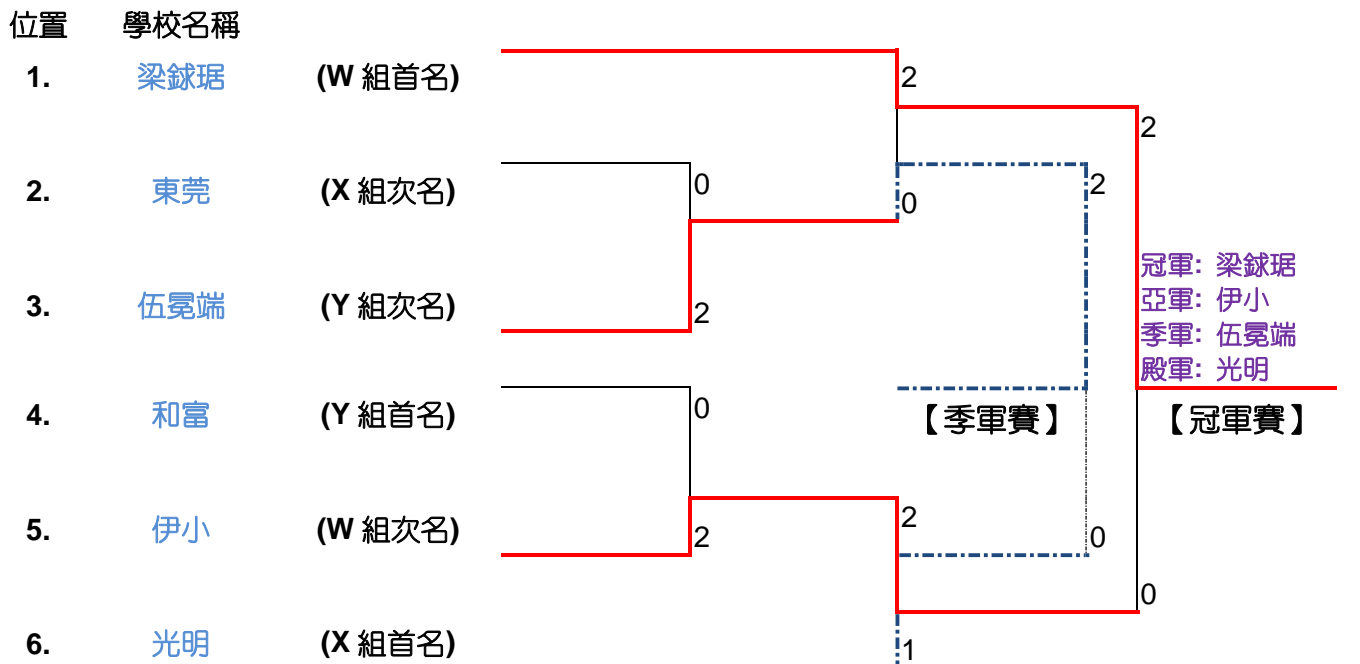 位置 學校名稱
1. 梁銶琚 (W 組首名) 2
2
2. 東莞 (X 組次名) 0 0 2
冠軍: 梁銶琚
亞軍: 伊小
3. 伍冕端 (Y 組次名) 2
季軍: 伍冕端
殿軍: 光明
4. 和富 (Y 組首名) 0 【季軍賽】 【冠軍賽】
5. 伊小 (W 組次名) 2 2 0
0
6. 光明 (X 組首名) 1